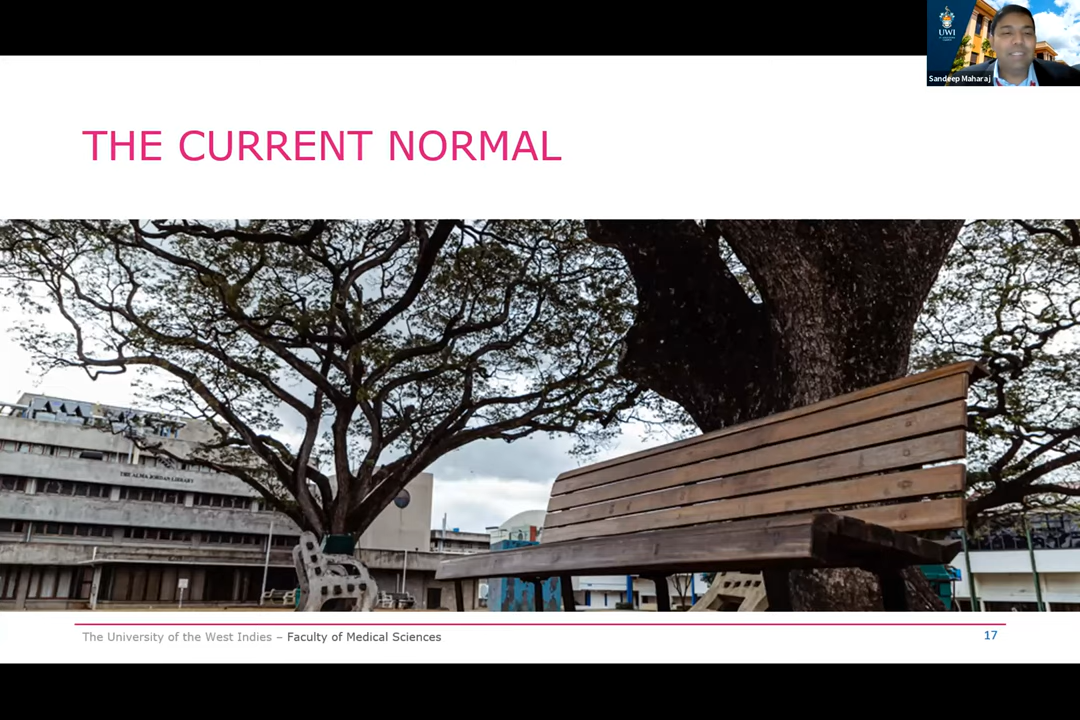 UWI
Sandeep Maharaj
THE CURRENT NORMAL
THE ALMA JORDAN LIBRARY
The University of the West Indies – Faculty of Medical Sciences
17